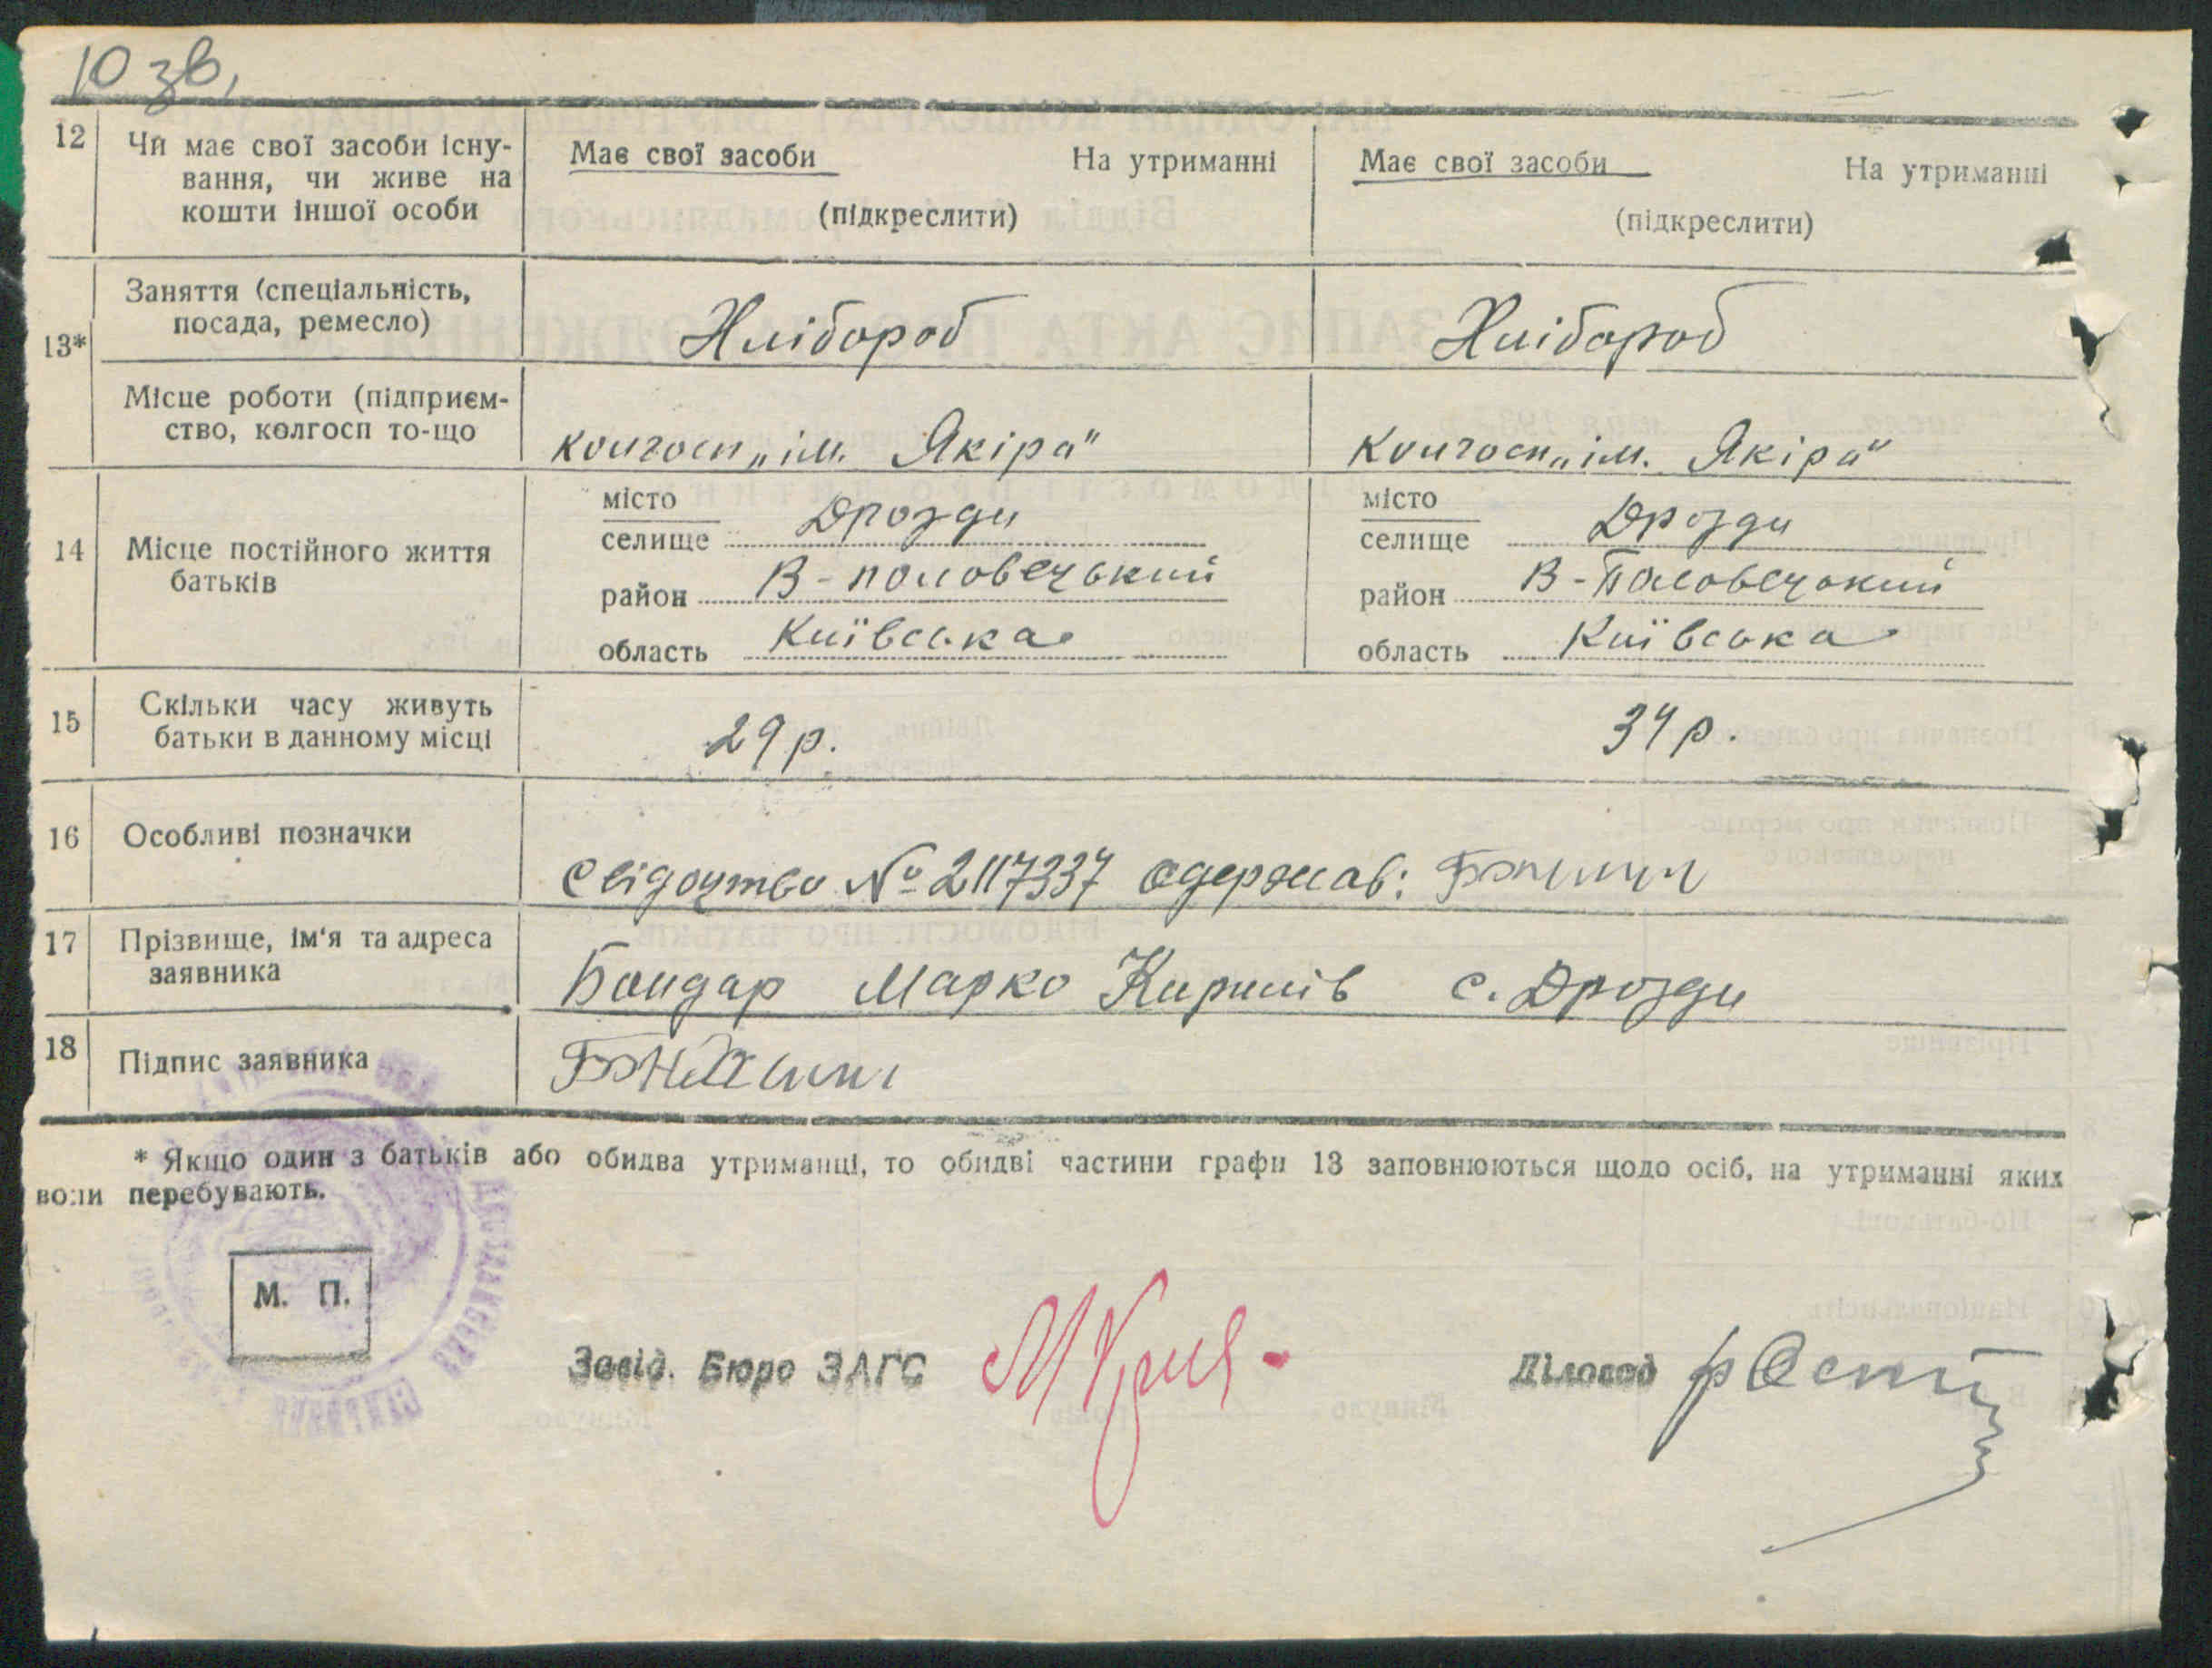 10 зв.
12 Чи має свої засоби існу-
вання, чи живе на
кошти іншої особи
Має свої засоби На утриманні
(підкреслити)
Має свої засоби На утриманні
(підкреслити)
13* Заняття (спеціальність,
посада, ремесло)
Хлібороб
Хлібороб
Місце роботи (підприєм-
ство, колгосп то-що
колгосп „ім. Якіра"
колгосп „ім. Якіра"
14 Місце постійного життя
батьків
місто
селище Дрозди
район В-половецький
область Київська
місто
селище Дрозди
район В-Половецький
область Київська
15 Скільки часу живуть
батьки в данному місці
29 р.
34 р.
16 Особливі позначки
Свідоцтво № 2117337 одержав:
17 Прізвище, ім'я та адреса
заявника
Бондар Марко Кирилів с. Дрозди
18 Підпис заявника
* Якщо один з батьків або обидва утриманці, то обидві частини графи 13 заповнюються щодо осіб, на утриманні яких
вони перебувають.
М. П.
Завід. Бюро ЗАГС
Діловод